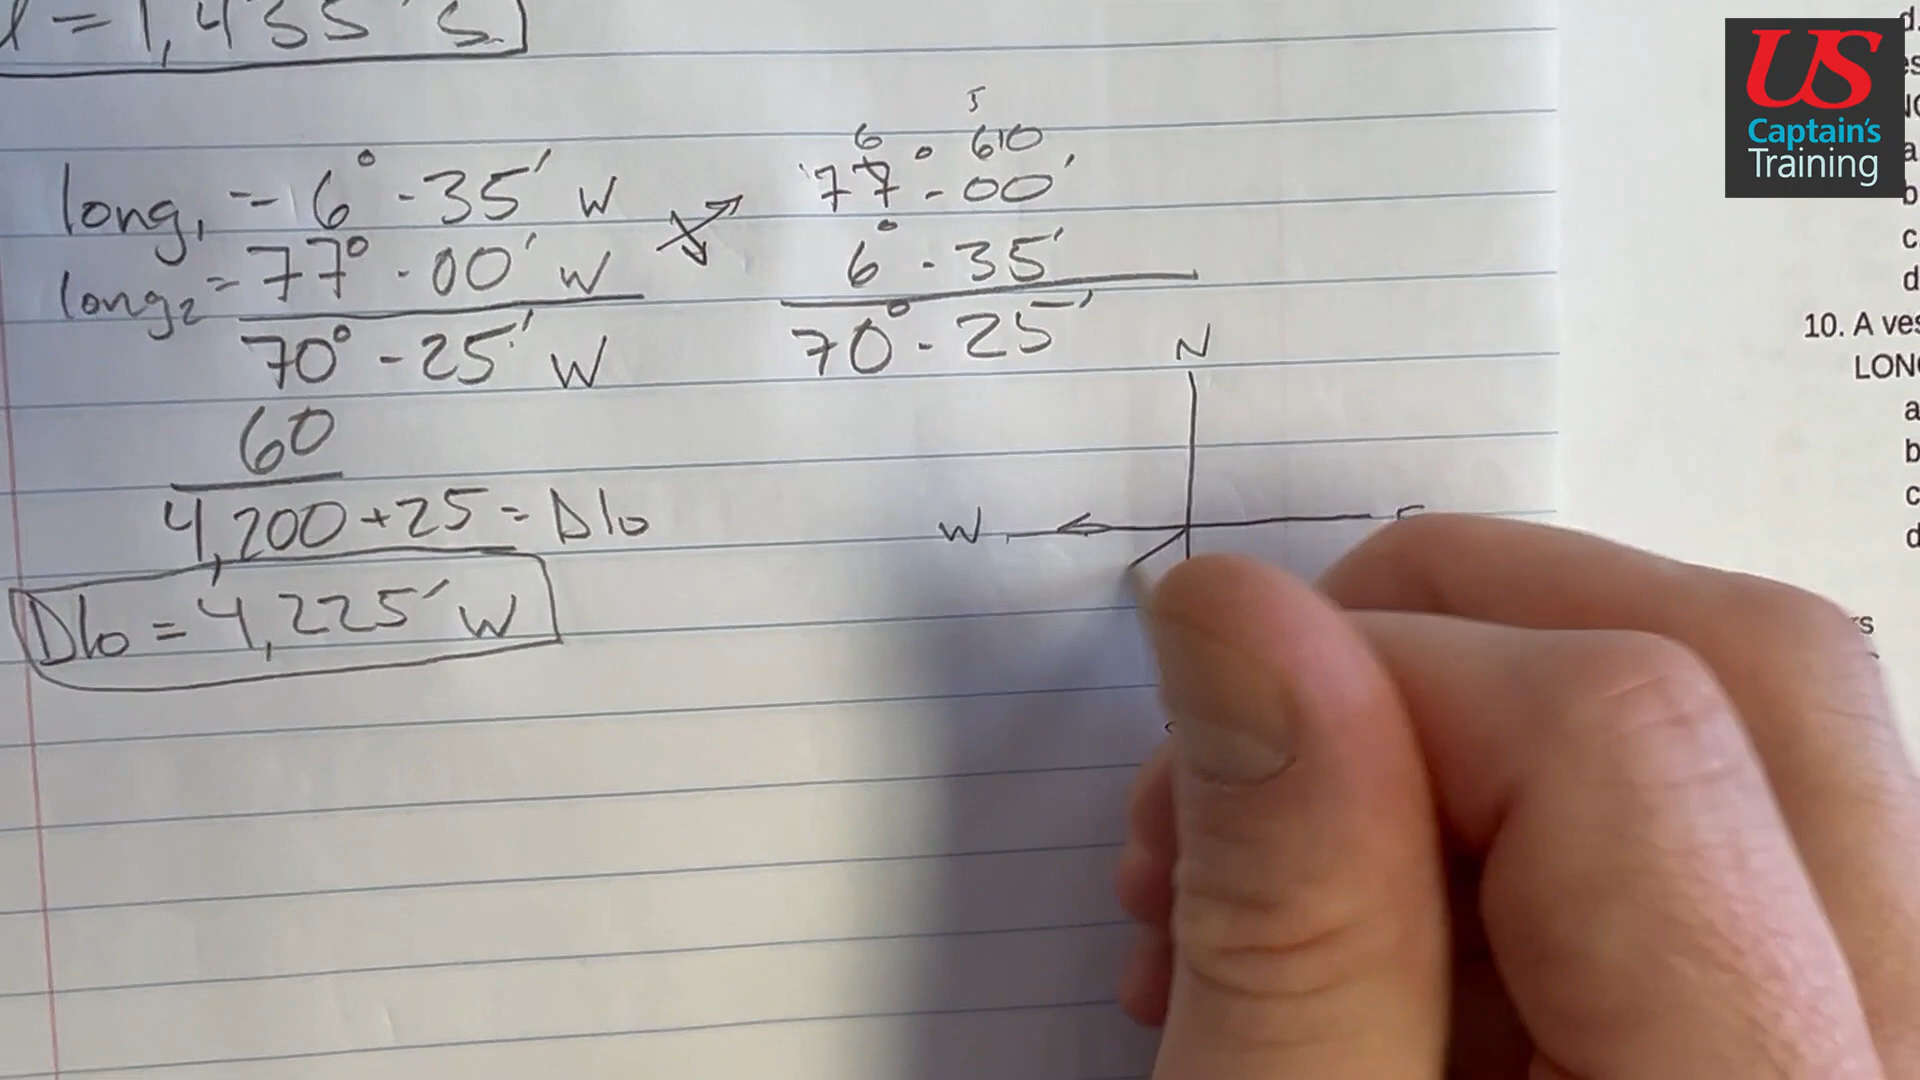 l = 1,435' S
long₁ = 6° - 35' W
long₂ = 77° - 00' W
70° - 25' W
60
4,200 + 25 = Dlo
Dlo = 4,225' W
5
6 610
77° - 00'
6° - 35'
70° - 25'
N
W
US
Captain's
Training
d.
a
b
c.
d
10. A ves
LON
a
b
c
d